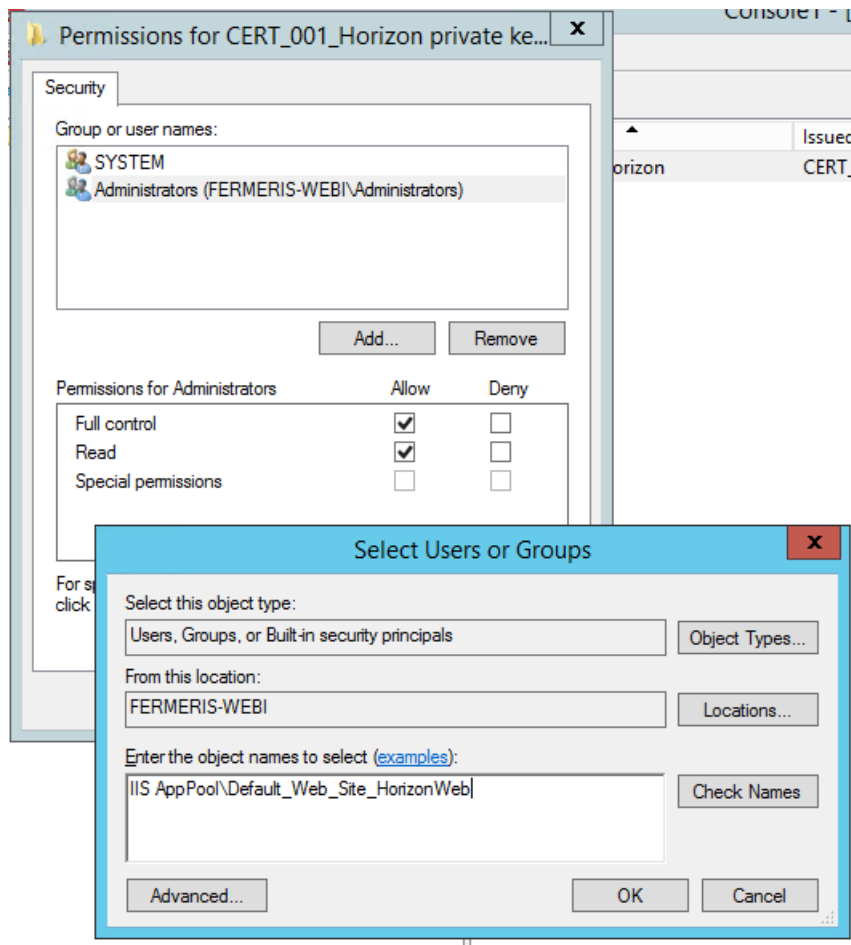 Permissions for CERT_001_Horizon private ke...
x
Console1 - [
Security
Group or user names:
SYSTEM
Administrators (FERMERIS-WEBI\Administrators)
Issued
orizon
CERT_
Add...
Remove
Permissions for Administrators
Allow
Deny
Full control
Read
Special permissions
For sp
click
Select Users or Groups
x
Select this object type:
Users, Groups, or Built-in security principals
Object Types...
From this location:
FERMERIS-WEBI
Locations...
Enter the object names to select (examples):
IIS AppPool\Default_Web_Site_HorizonWeb
Check Names
Advanced...
OK
Cancel